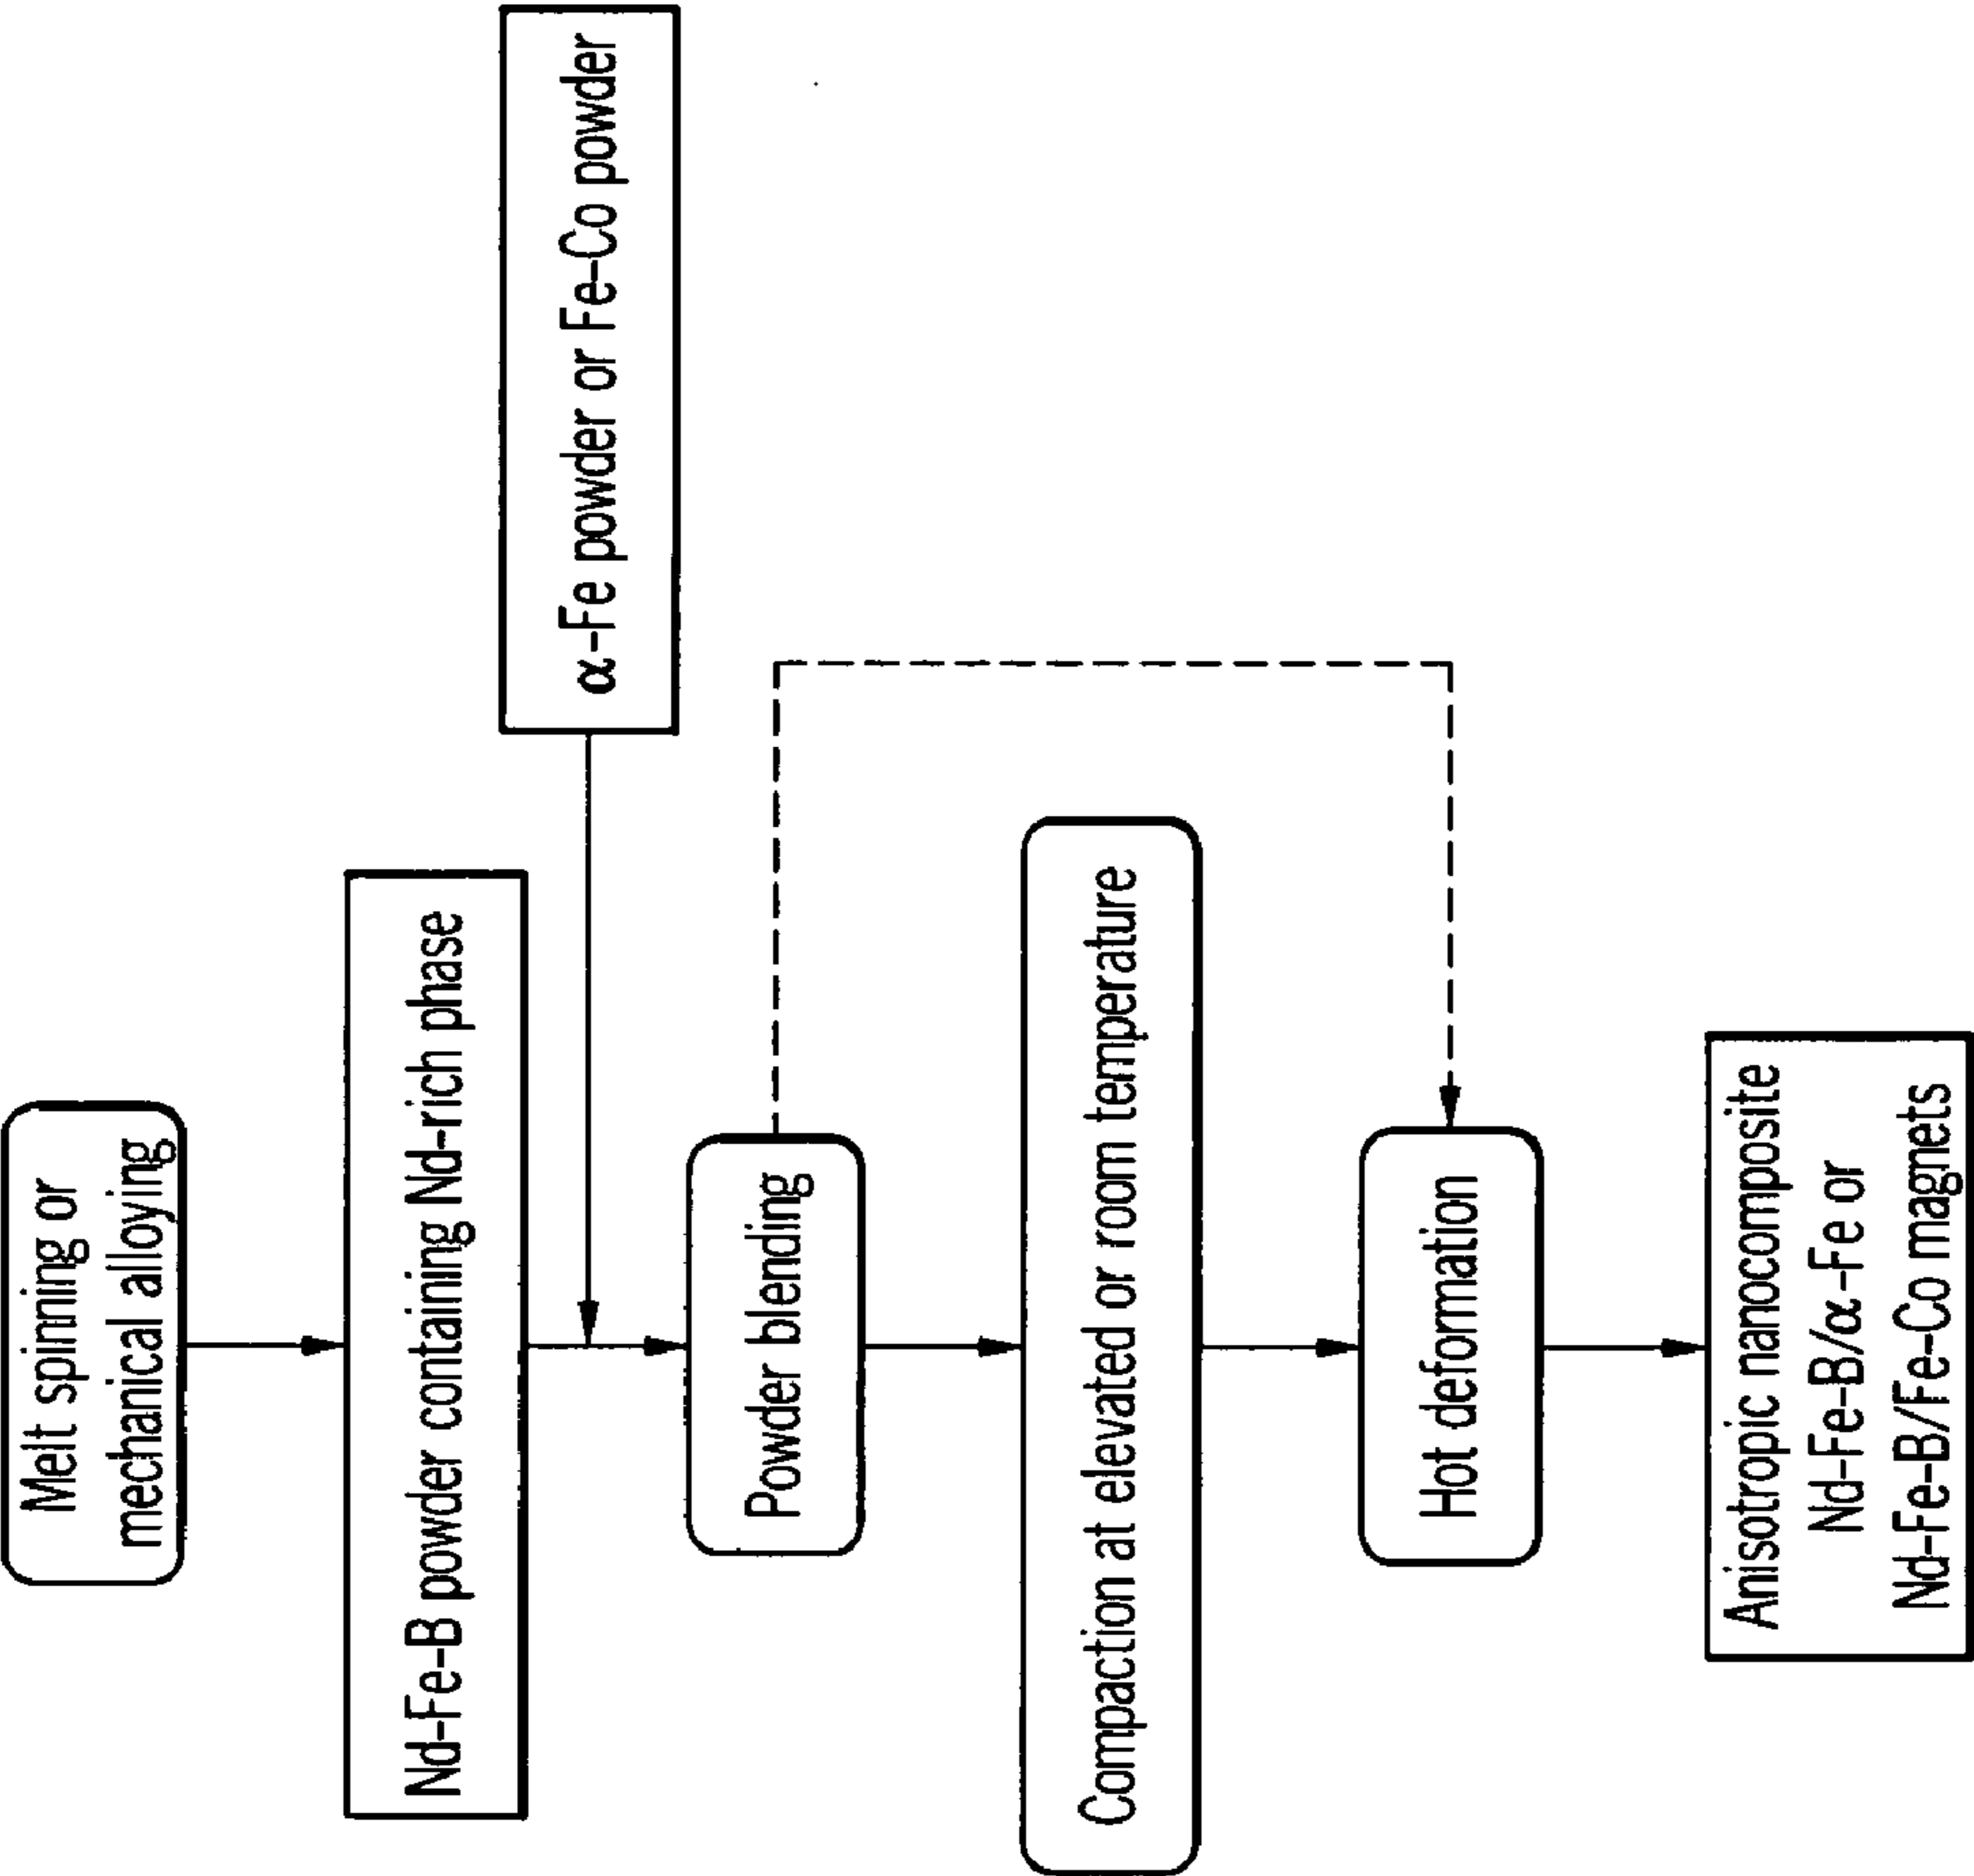 Melt spinning or
mechanical alloying
Nd-Fe-B powder containing Nd-rich phase
α-Fe powder or Fe-Co powder
Powder blending
Compaction at elevated or room temperature
Hot deformation
Anisotropic nanocomposite
Nd-Fe-B/α-Fe or
Nd-Fe-B/Fe-Co magnets